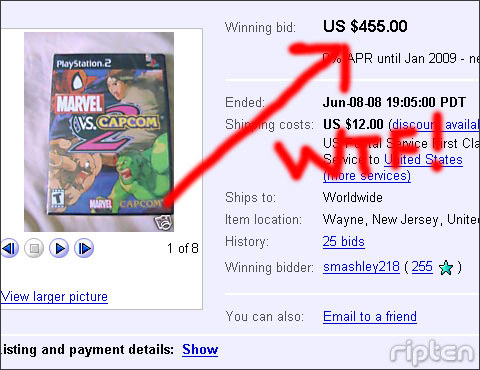 PlayStation.2
MARVEL
VS. CAPCOM
2
MARVEL CAPCOM
1 of 8
View larger picture
Winning bid: US $455.00
0% APR until Jan 2009 - ne
Ended: Jun-08-08 19:05:00 PDT
Shipping costs: US $12.00 (discount availal
US Postal Service First Cla
Service to United States
(more services)
Ships to: Worldwide
Item location: Wayne, New Jersey, Unite
History: 25 bids
Winning bidder: smashley218 ( 255 )
You can also: Email to a friend
isting and payment details: Show
WTF!
ripten